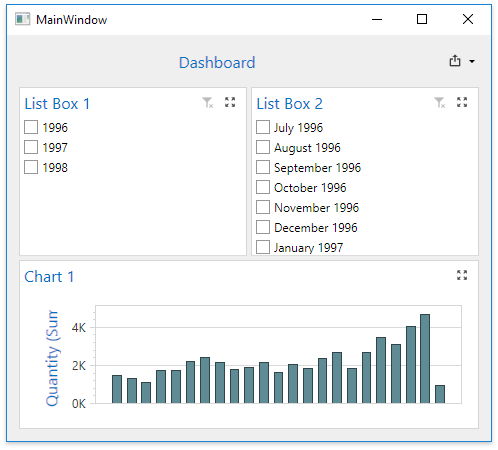 MainWindow
Dashboard
List Box 1
1996
1997
1998
List Box 2
July 1996
August 1996
September 1996
October 1996
November 1996
December 1996
January 1997
Chart 1
Quantity (Sum
4K
2K
0K